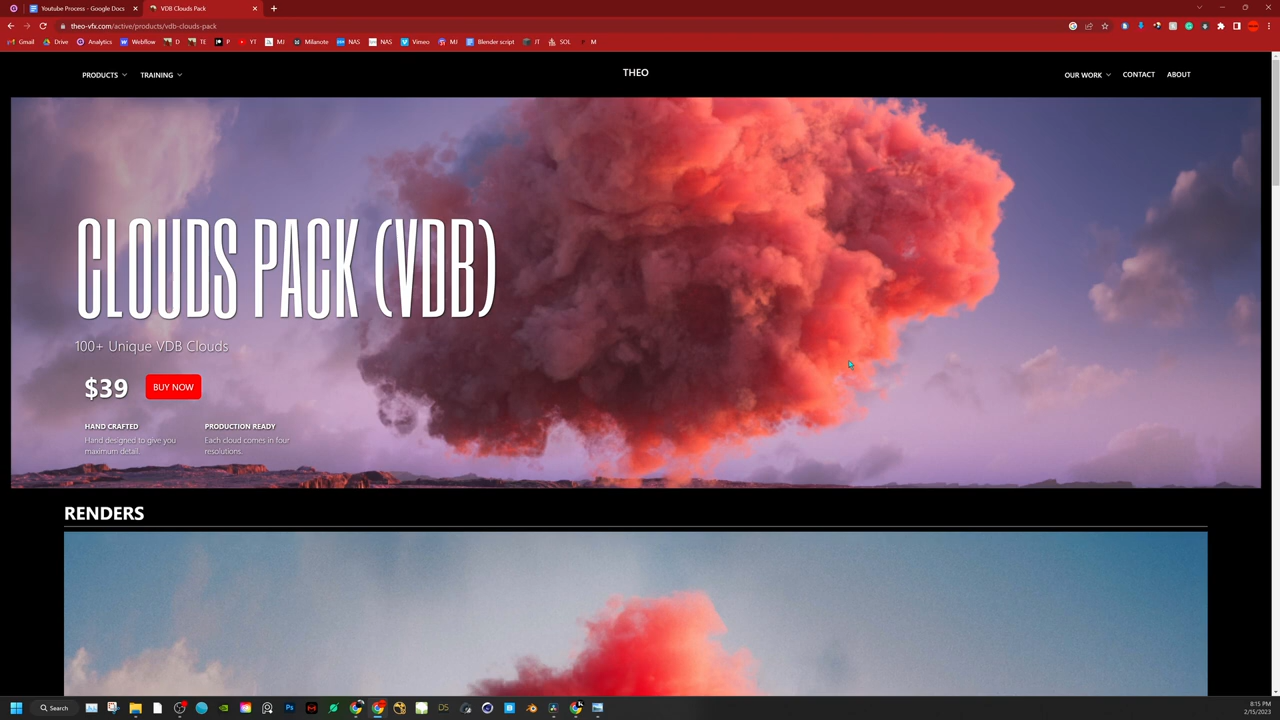 Youtube Process - Google Docs
VDB Clouds Pack
theo-vfx.com/active/products/vdb-clouds-pack
Gmail Drive Analytics Webflow D TE P YT MJ Milanote NAS NAS Vimeo MJ Blender script JT SOL M
PRODUCTS TRAINING THEO OUR WORK CONTACT ABOUT
CLOUDS PACK (VDB)
100+ Unique VDB Clouds
$39 BUY NOW
HAND CRAFTED
Hand designed to give you
maximum detail.
PRODUCTION READY
Each cloud comes in four
resolutions.
RENDERS
Search
8:15 PM
2/15/2023